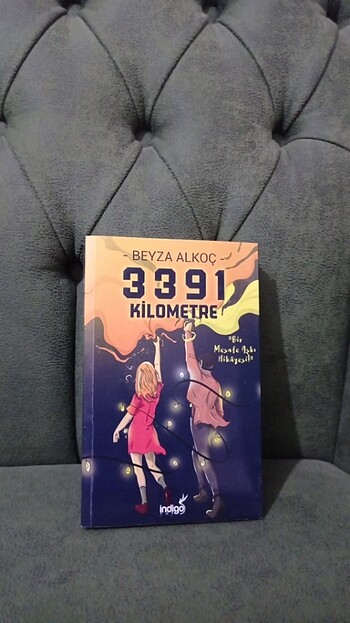 - BEYZA ALKOÇ -
3391
KİLOMETRE
"Bir
Mesafe Aşkı
Hikâyesi"
indigo